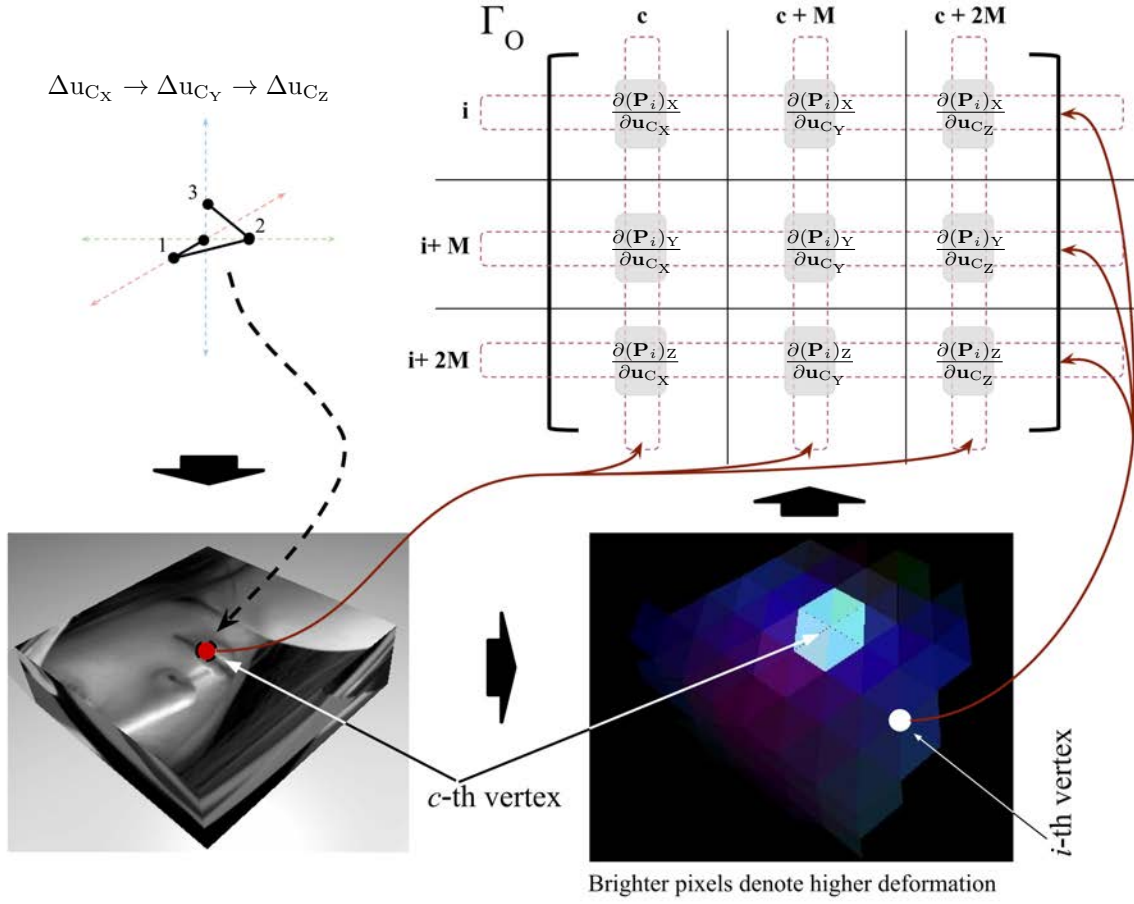 Γ_O
c c + M c + 2M
Δu_{C_X} → Δu_{C_Y} → Δu_{C_Z}
i ∂(P_i)_X/∂u_{C_X} ∂(P_i)_X/∂u_{C_Y} ∂(P_i)_X/∂u_{C_Z}
3
1 2
i+ M ∂(P_i)_Y/∂u_{C_X} ∂(P_i)_Y/∂u_{C_Y} ∂(P_i)_Y/∂u_{C_Z}
i+ 2M ∂(P_i)_Z/∂u_{C_X} ∂(P_i)_Z/∂u_{C_Y} ∂(P_i)_Z/∂u_{C_Z}
c-th vertex
i-th vertex
Brighter pixels denote higher deformation